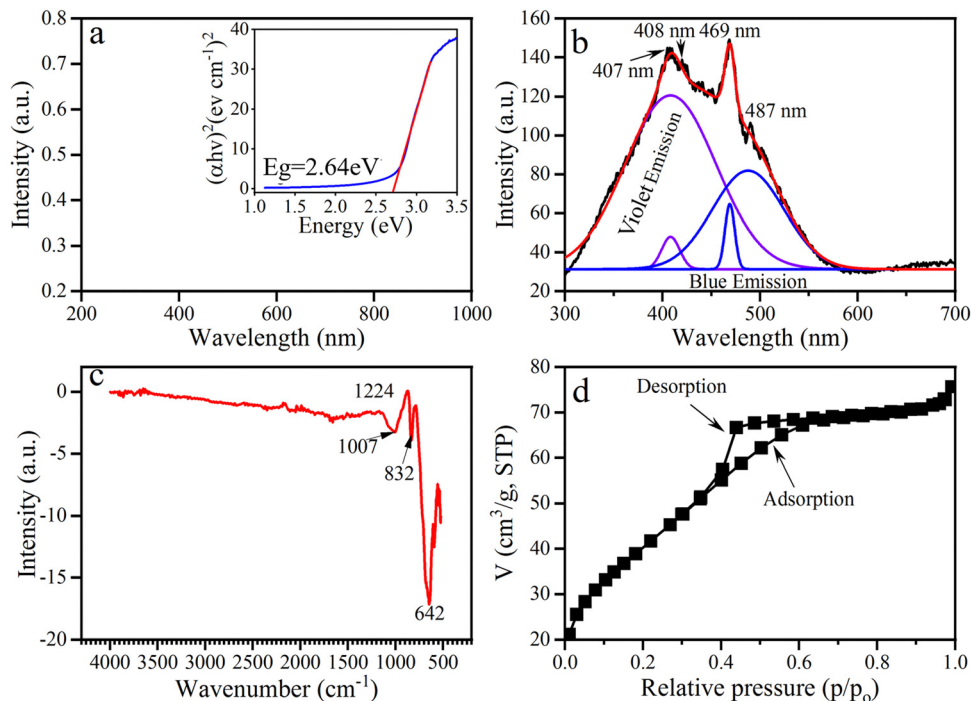 a
Intensity (a.u.)
0.8
0.7
0.6
0.5
0.4
0.3
0.2
200
400
600
800
1000
Wavelength (nm)
(αhv)²(ev cm⁻¹)²
40
30
20
10
0
Eg=2.64eV
1.0
1.5
2.0
2.5
3.0
3.5
Energy (eV)
b
Intensity (a.u.)
160
140
120
100
80
60
40
20
408 nm
469 nm
407 nm
487 nm
Violet Emission
Blue Emission
300
400
500
600
700
Wavelength (nm)
c
Intensity (a.u.)
0
-5
-10
-15
-20
1224
1007
832
642
4000
3500
3000
2500
2000
1500
1000
500
Wavenumber (cm⁻¹)
d
V (cm³/g, STP)
80
70
60
50
40
30
20
Desorption
Adsorption
0.0
0.2
0.4
0.6
0.8
1.0
Relative pressure (p/pₒ)